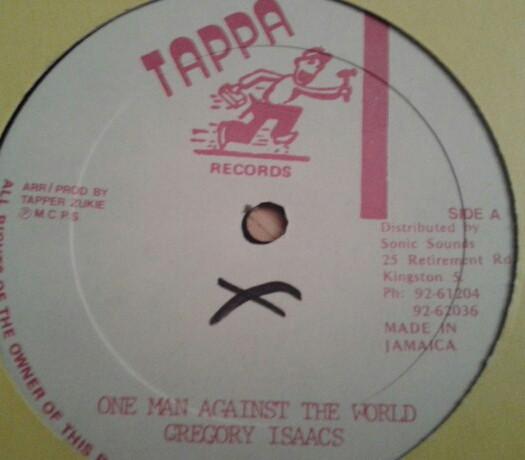 TAPPA
RECORDS
ARR/PROD BY
TAPPER ZUKIE
Ⓟ M.C.P.S
SIDE A
Distributed by
Sonic Sounds
25 Retirement Rd
Kingston 5.
Ph: 92-61204
92-62036
MADE IN
JAMAICA
X
ONE MAN AGAINST THE WORLD
GREGORY ISAACS
ALL RIGHTS OF THE OWNER OF THIS